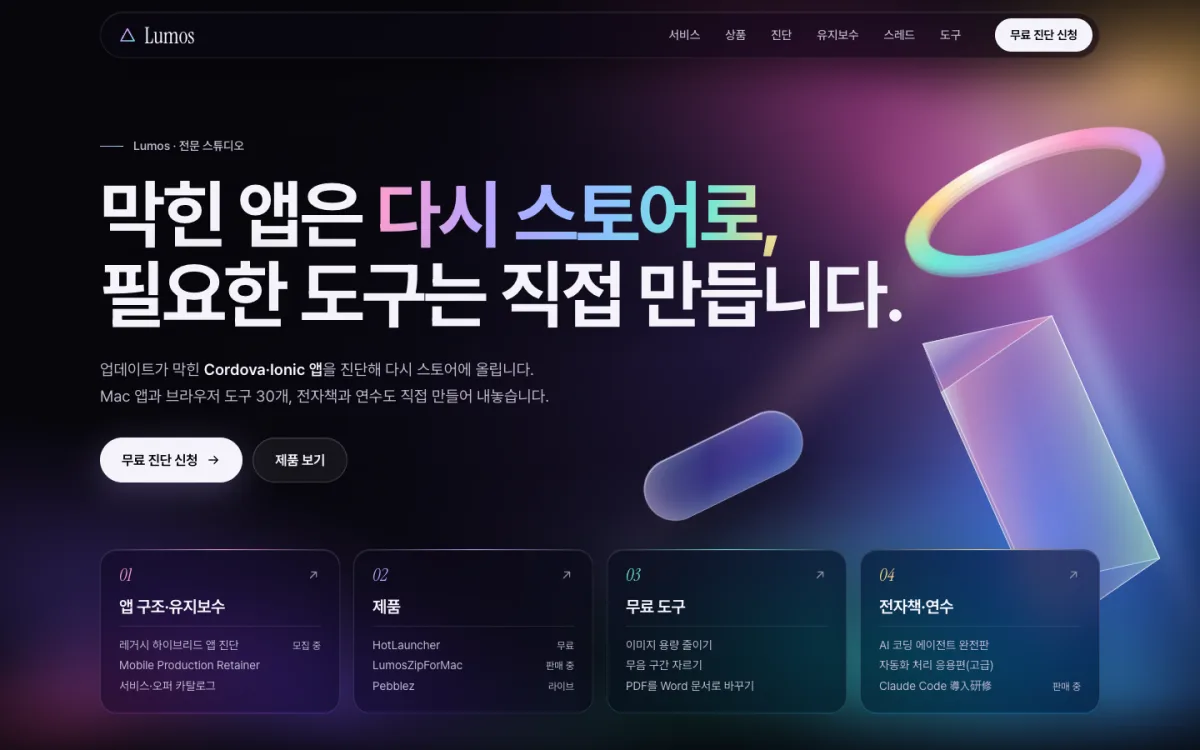 Lumos
서비스
상품
진단
유지보수
스레드
도구
무료 진단 신청
Lumos · 전문 스튜디오
막힌 앱은 다시 스토어로,
필요한 도구는 직접 만듭니다.
업데이트가 막힌 Cordova·Ionic 앱을 진단해 다시 스토어에 올립니다.
Mac 앱과 브라우저 도구 30개, 전자책과 연수도 직접 만들어 내놓습니다.
무료 진단 신청 →
제품 보기
01 ↗
앱 구조·유지보수
레거시 하이브리드 앱 진단 모집 중
Mobile Production Retainer
서비스·오퍼 카탈로그
02 ↗
제품
HotLauncher 무료
LumosZipForMac 판매 중
Pebblez 라이브
03 ↗
무료 도구
이미지 용량 줄이기
무음 구간 자르기
PDF를 Word 문서로 바꾸기
04 ↗
전자책·연수
AI 코딩 에이전트 완전판
자동화 처리 응용편(고급)
Claude Code 導入研修 판매 중